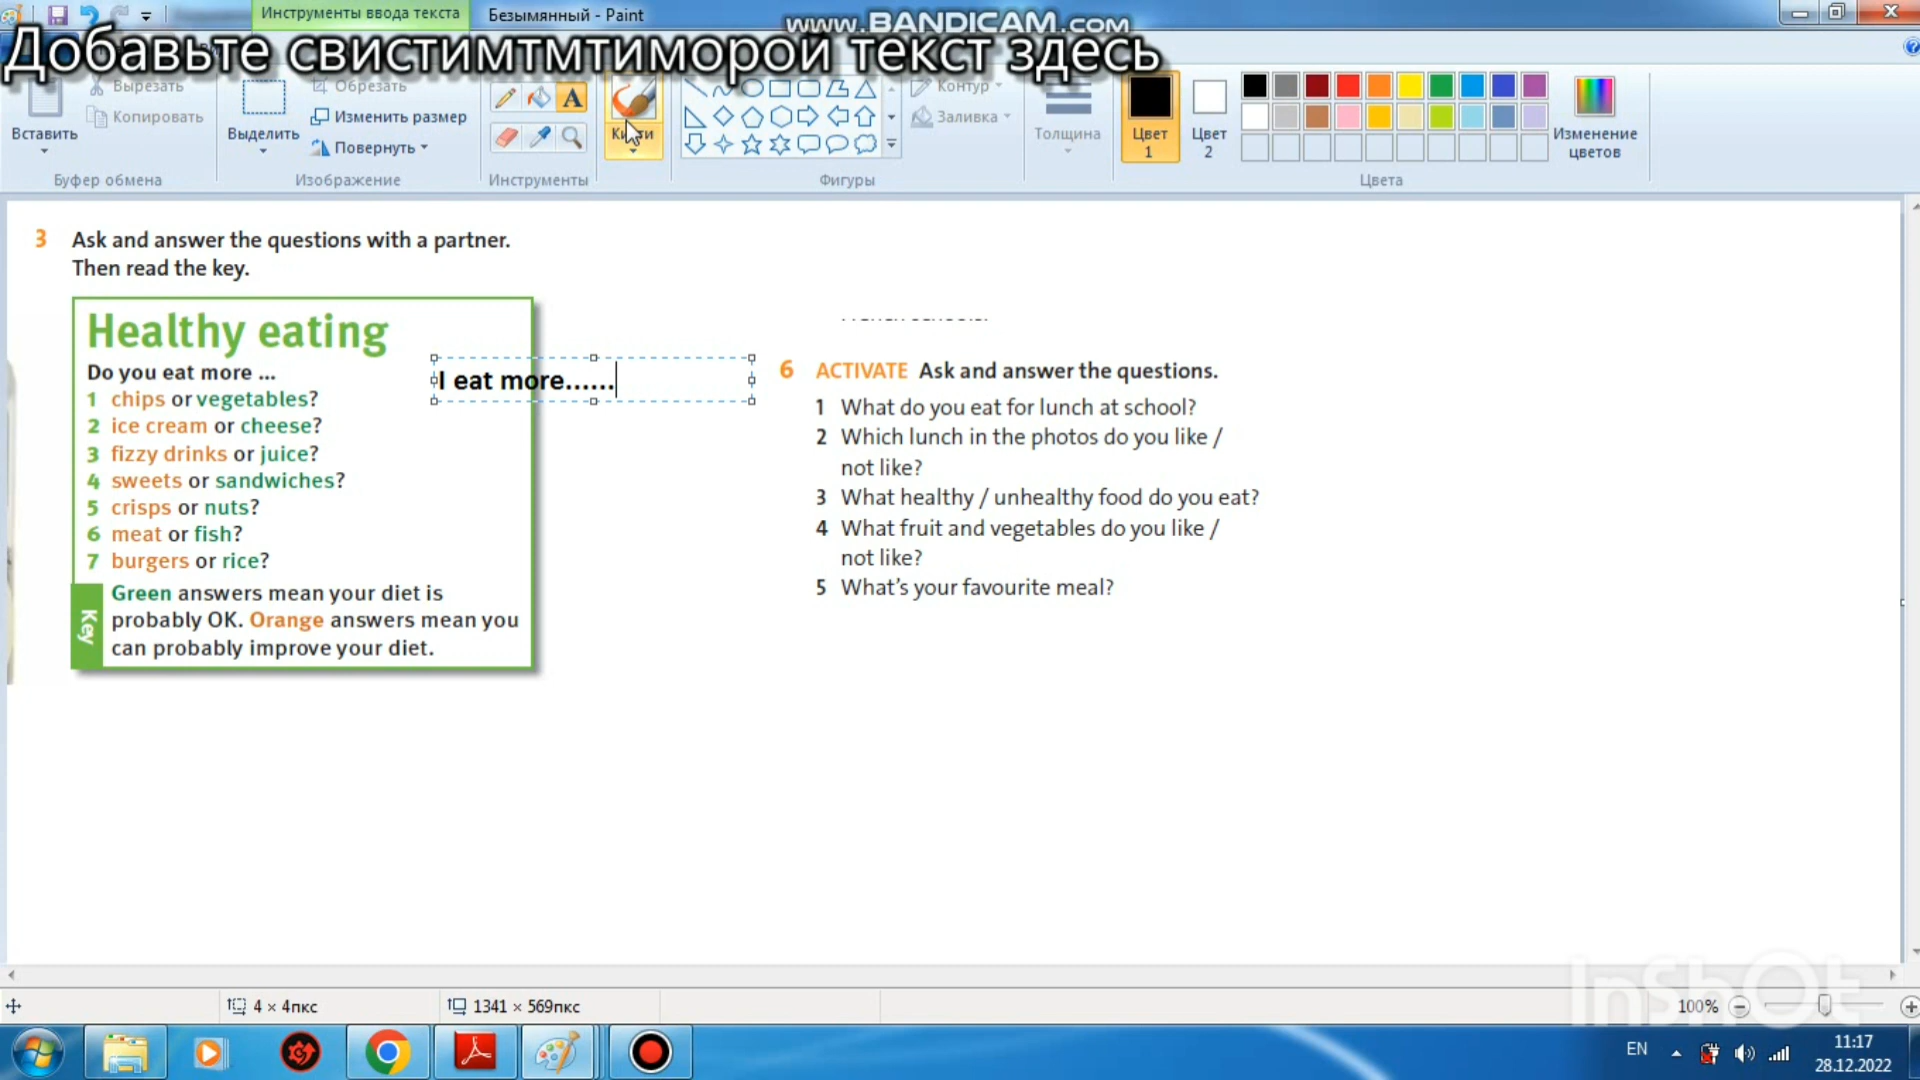 Инструменты ввода текста
Безымянный - Paint
www.BANDICAM.com
Добавьте свистимтмтиморой текст здесь
Вставить
Вырезать
Копировать
Буфер обмена
Выделить
Обрезать
Изменить размер
Повернуть
Изображение
A
Инструменты
Фигуры
Контур
Заливка
Толщина
Цвет
1
Цвет
2
Изменение
цветов
Цвета
3 Ask and answer the questions with a partner.
Then read the key.
Healthy eating
Do you eat more ...
1 chips or vegetables?
2 ice cream or cheese?
3 fizzy drinks or juice?
4 sweets or sandwiches?
5 crisps or nuts?
6 meat or fish?
7 burgers or rice?
Key
Green answers mean your diet is
probably OK. Orange answers mean you
can probably improve your diet.
I eat more......
6 ACTIVATE Ask and answer the questions.
1 What do you eat for lunch at school?
2 Which lunch in the photos do you like /
not like?
3 What healthy / unhealthy food do you eat?
4 What fruit and vegetables do you like /
not like?
5 What's your favourite meal?
InShOt
4 × 4пкс
1341 × 569пкс
100%
EN
11:17
28.12.2022